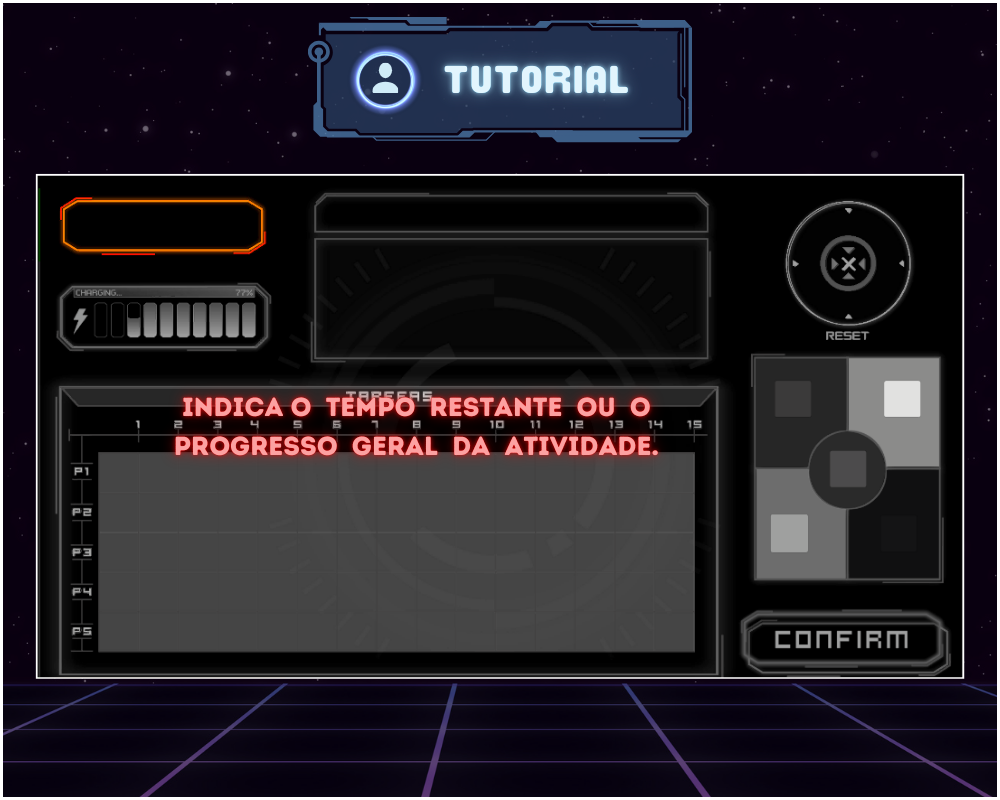 TUTORIAL
CHARGING... 77%
RESET
TAREFAS
INDICA O TEMPO RESTANTE OU O
1 2 3 4 5 6 7 8 9 10 11 12 13 14 15
PROGRESSO GERAL DA ATIVIDADE.
P1
P2
P3
P4
P5
CONFIRM